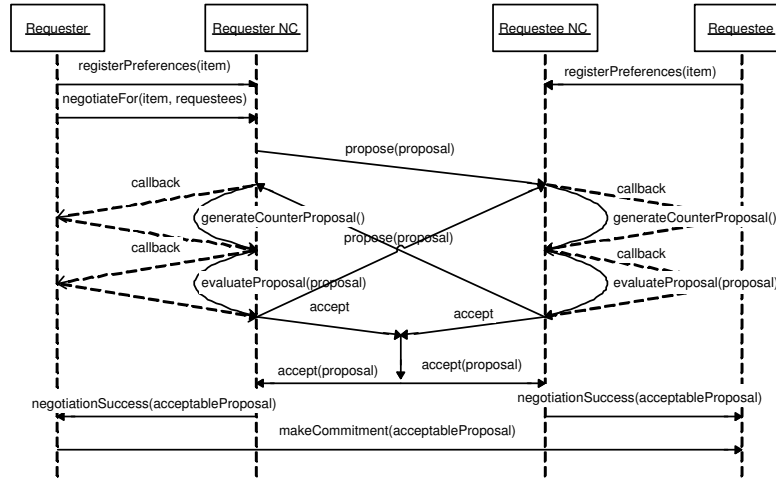 Requester
Requester NC
Requestee NC
Requestee
registerPreferences(item)
registerPreferences(item)
negotiateFor(item, requestees)
propose(proposal)
callback
callback
generateCounterProposal()
generateCounterProposal()
propose(proposal)
callback
callback
evaluateProposal(proposal)
evaluateProposal(proposal)
accept
accept
accept(proposal)
accept(proposal)
negotiationSuccess(acceptableProposal)
negotiationSuccess(acceptableProposal)
makeCommitment(acceptableProposal)